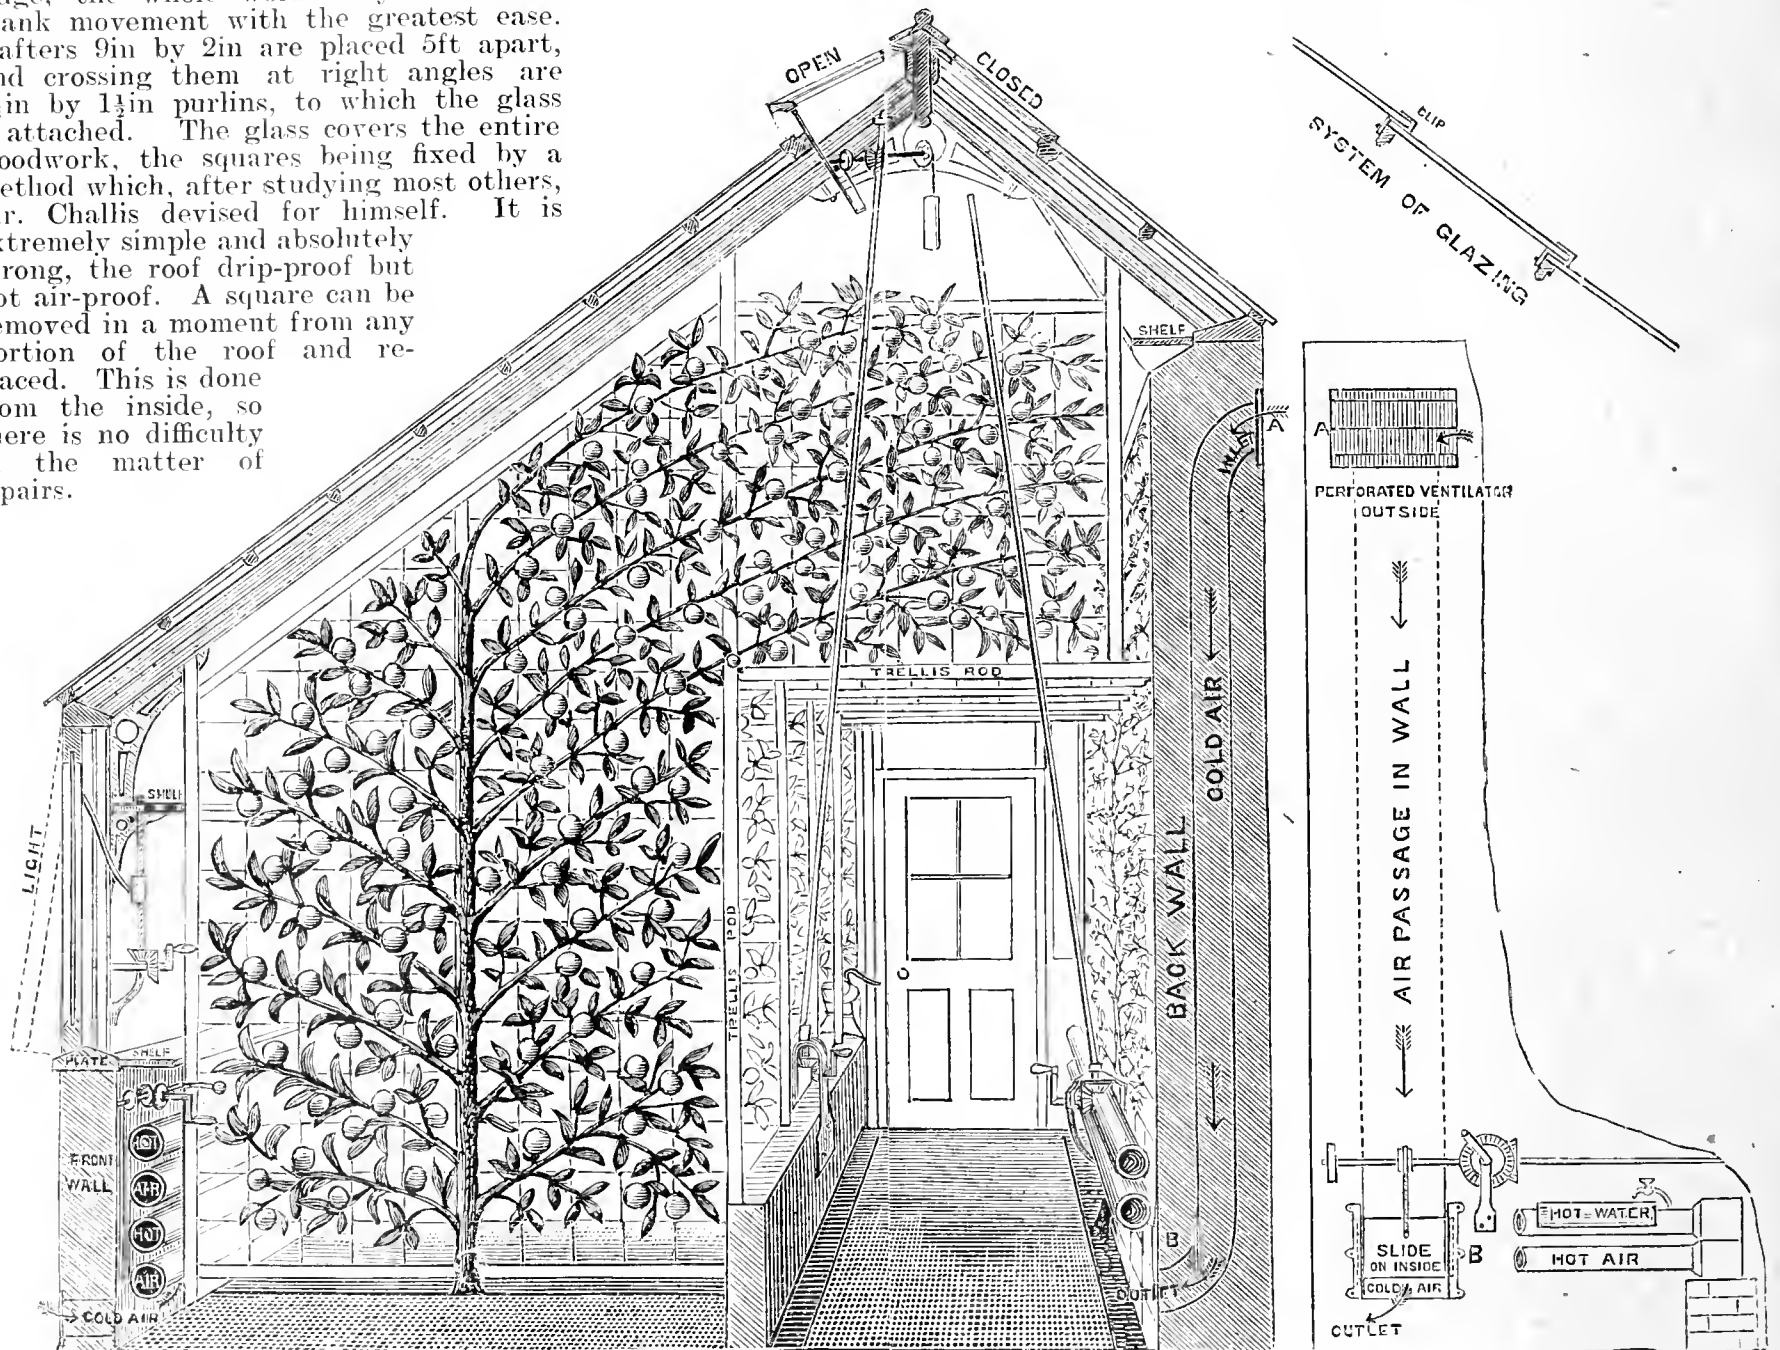 the whole
ank movement with the greatest ease.
afters 9in by 2in are placed 5ft apart,
nd crossing them at right angles are
in by 1½in purlins, to which the glass
attached. The glass covers the entire
oodwork, the squares being fixed by a
ethod which, after studying most others,
r. Challis devised for himself. It is
xtremely simple and absolutely
rong, the roof drip-proof but
ot air-proof. A square can be
emoved in a moment from any
ortion of the roof and re-
aced. This is done
om the inside, so
here is no difficulty
the matter of
pairs.
OPEN
CLOSED
CLIP
SYSTEM OF GLAZING
SHELF
A
INLET
A
PERFORATED VENTILATOR
OUTSIDE
TRELLIS ROD
COLD AIR
BACK WALL
AIR PASSAGE IN WALL
SHELF
LIGHT
TRELLIS ROD
PLATE
SHELF
FRONT
WALL
HOT
AIR
HOT
AIR
COLD AIR
B
OUTLET
HOT-WATER
HOT AIR
SLIDE
ON INSIDE
B
COLD AIR
OUTLET